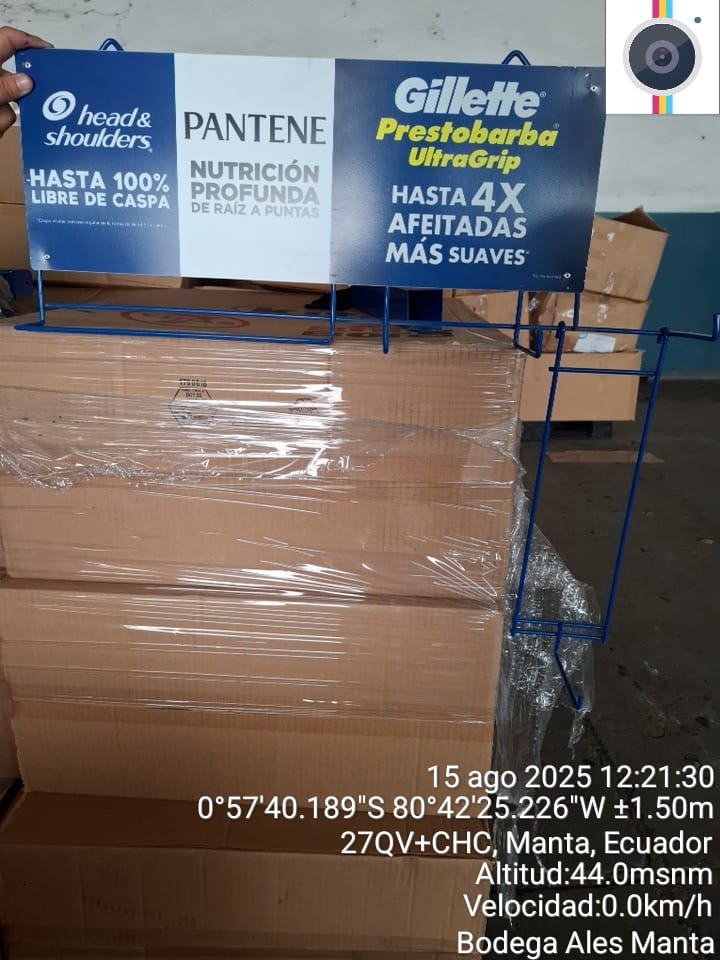 head &
shoulders
HASTA 100%
LIBRE DE CASPA
PANTENE
NUTRICIÓN
PROFUNDA
DE RAÍZ A PUNTAS
Gillette
Prestobarba
UltraGrip
HASTA 4X
AFEITADAS
MÁS SUAVES
15 ago 2025 12:21:30
0°57'40.189"S 80°42'25.226"W ±1.50m
27QV+CHC, Manta, Ecuador
Altitud:44.0msnm
Velocidad:0.0km/h
Bodega Ales Manta